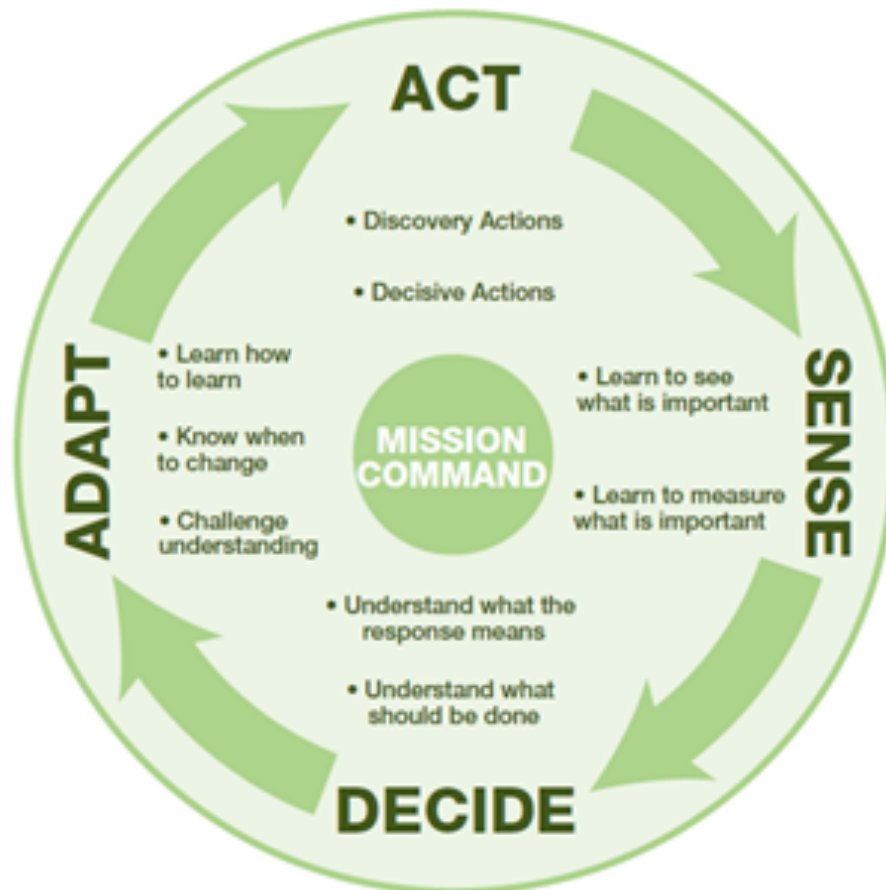 ACT
• Discovery Actions
• Decisive Actions
SENSE
• Learn to see
what is important
• Learn to measure
what is important
DECIDE
• Understand what the
response means
• Understand what
should be done
ADAPT
• Learn how
to learn
• Know when
to change
• Challenge
understanding
MISSION
COMMAND